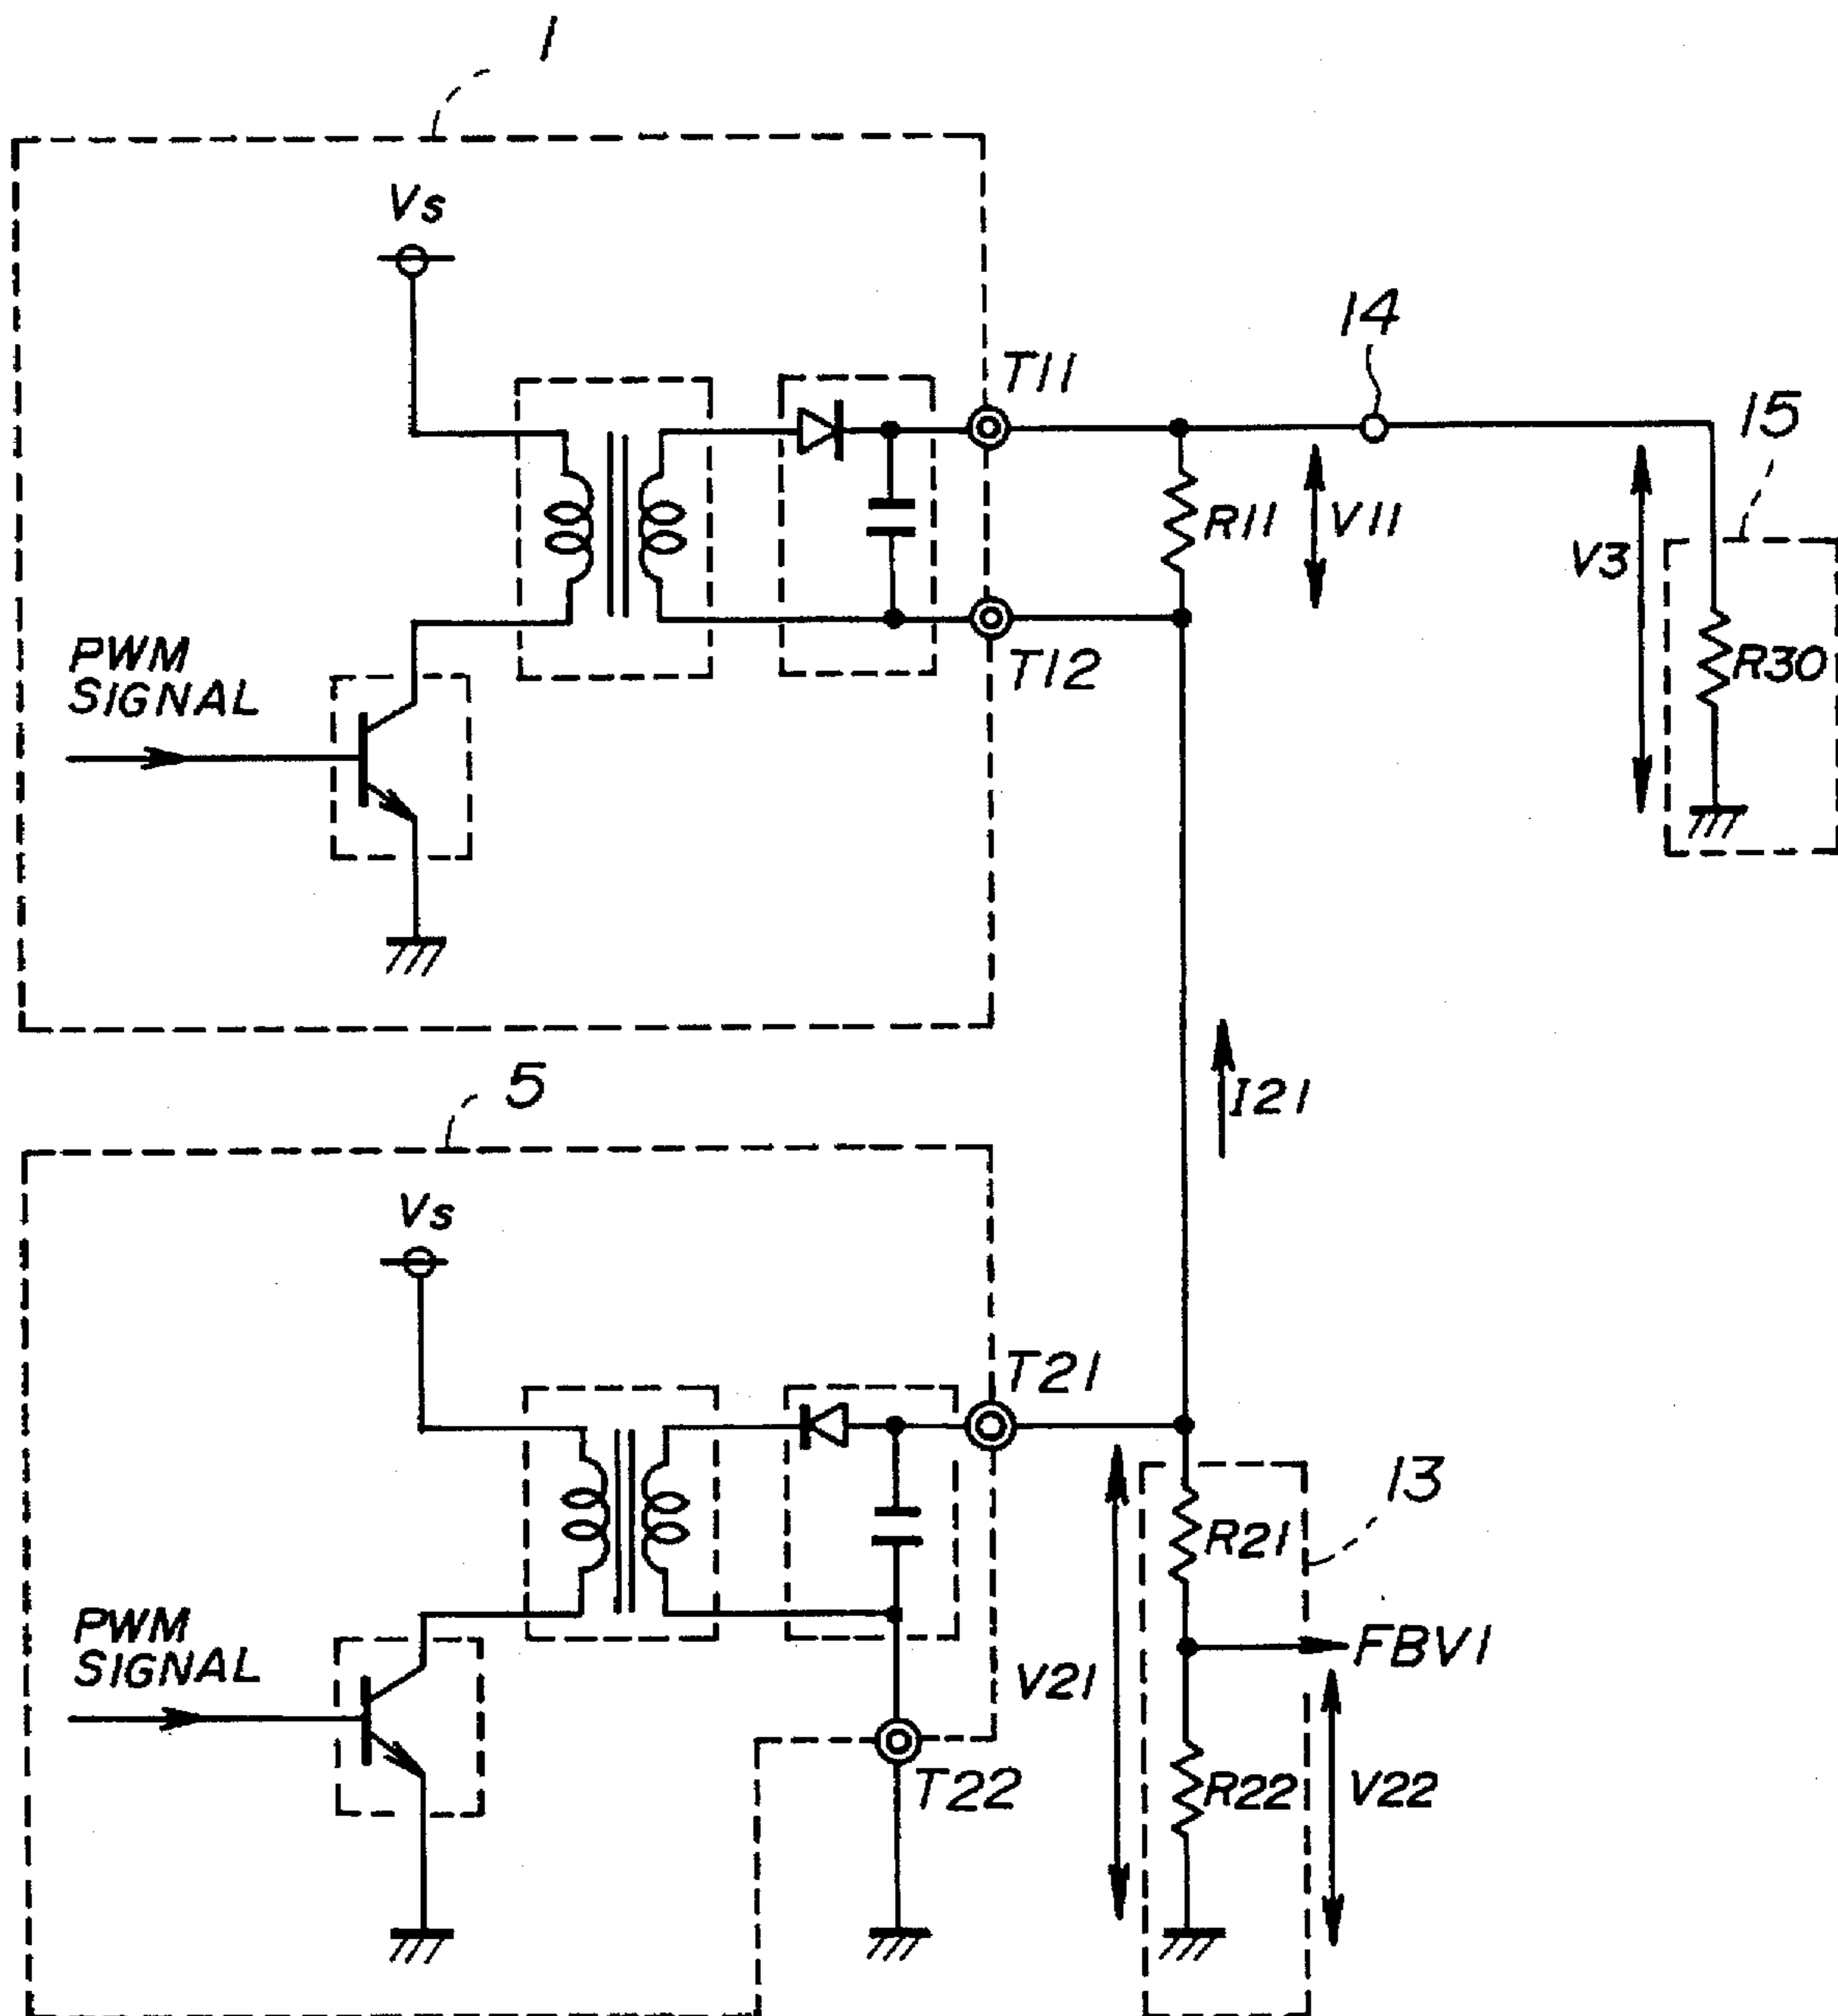 1
Vs
14
T11
15
R11
V11
V3
R30
PWM
SIGNAL
T12
5
I21
Vs
T21
13
R21
PWM
SIGNAL
FBV1
V21
T22
R22
V22